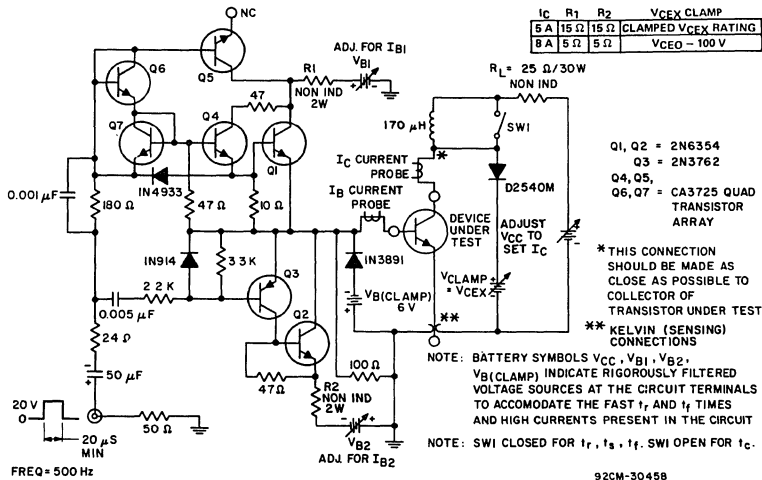 IC R1 R2 VCEX CLAMP
5 A 15 Ω 15 Ω CLAMPED VCEX RATING
8 A 5 Ω 5 Ω VCEO – 100 V
NC
Q6
Q5
ADJ. FOR IB1
VB1
+ -
R1
NON IND
2W
RL = 25 Ω/30W
NON IND
47
Q7
Q4
Q1
170 μH
SW1
*
IC CURRENT
PROBE
D2540M
Q1, Q2 = 2N6354
Q3 = 2N3762
Q4, Q5,
Q6, Q7 = CA3725 QUAD
TRANSISTOR
ARRAY
0.001 μF
180 Ω
1N4933
47 Ω
10 Ω
IB CURRENT
PROBE
DEVICE
UNDER
TEST
ADJUST
VCC TO
SET IC
+
-
1N914
3.3K
Q3
1N3891
VCLAMP +
= VCEX -
* THIS CONNECTION
SHOULD BE MADE AS
CLOSE AS POSSIBLE TO
COLLECTOR OF
TRANSISTOR UNDER TEST
2.2K
0.005 μF
Q2
-
+
VB(CLAMP)
6 V
**
** KELVIN (SENSING)
CONNECTIONS
24 Ω
-
+
50 μF
47 Ω
100 Ω
R2
NON IND
2W
- +
VB2
ADJ. FOR IB2
NOTE: BATTERY SYMBOLS VCC, VB1, VB2,
VB(CLAMP) INDICATE RIGOROUSLY FILTERED
VOLTAGE SOURCES AT THE CIRCUIT TERMINALS
TO ACCOMODATE THE FAST tr AND tf TIMES
AND HIGH CURRENTS PRESENT IN THE CIRCUIT
20 V
0
20 μS
MIN
50 Ω
NOTE: SW1 CLOSED FOR tr, ts, tf. SW1 OPEN FOR tc.
FREQ = 500 Hz
92CM-30458